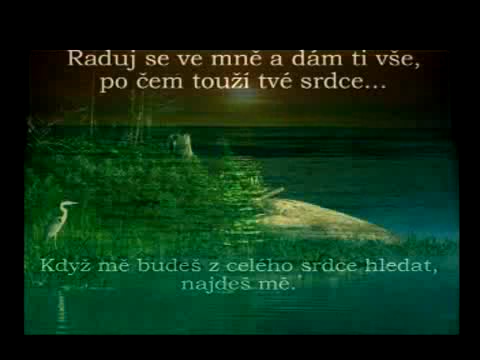 Raduj se ve mně a dám ti vše,
po čem touží tvé srdce...
Když mě budeš z celého srdce hledat,
najdeš mě.